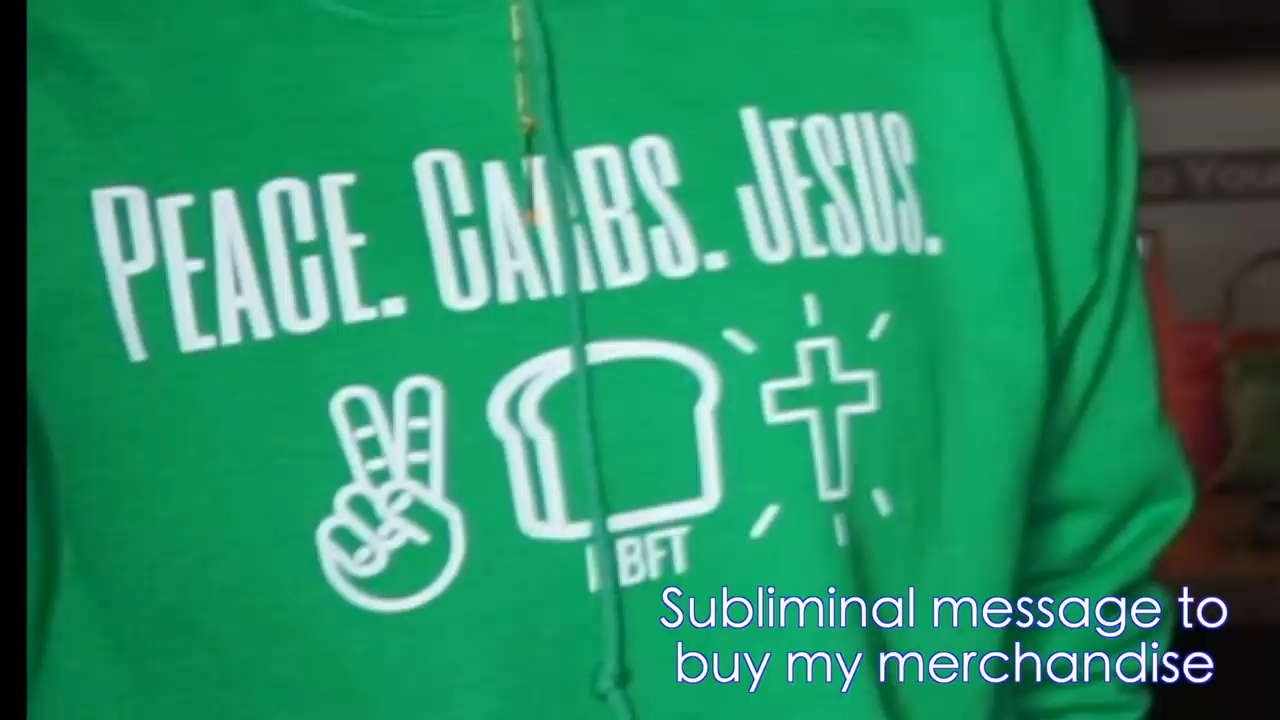 PEACE. CARBS. JESUS.
BFT
Subliminal message to
buy my merchandise